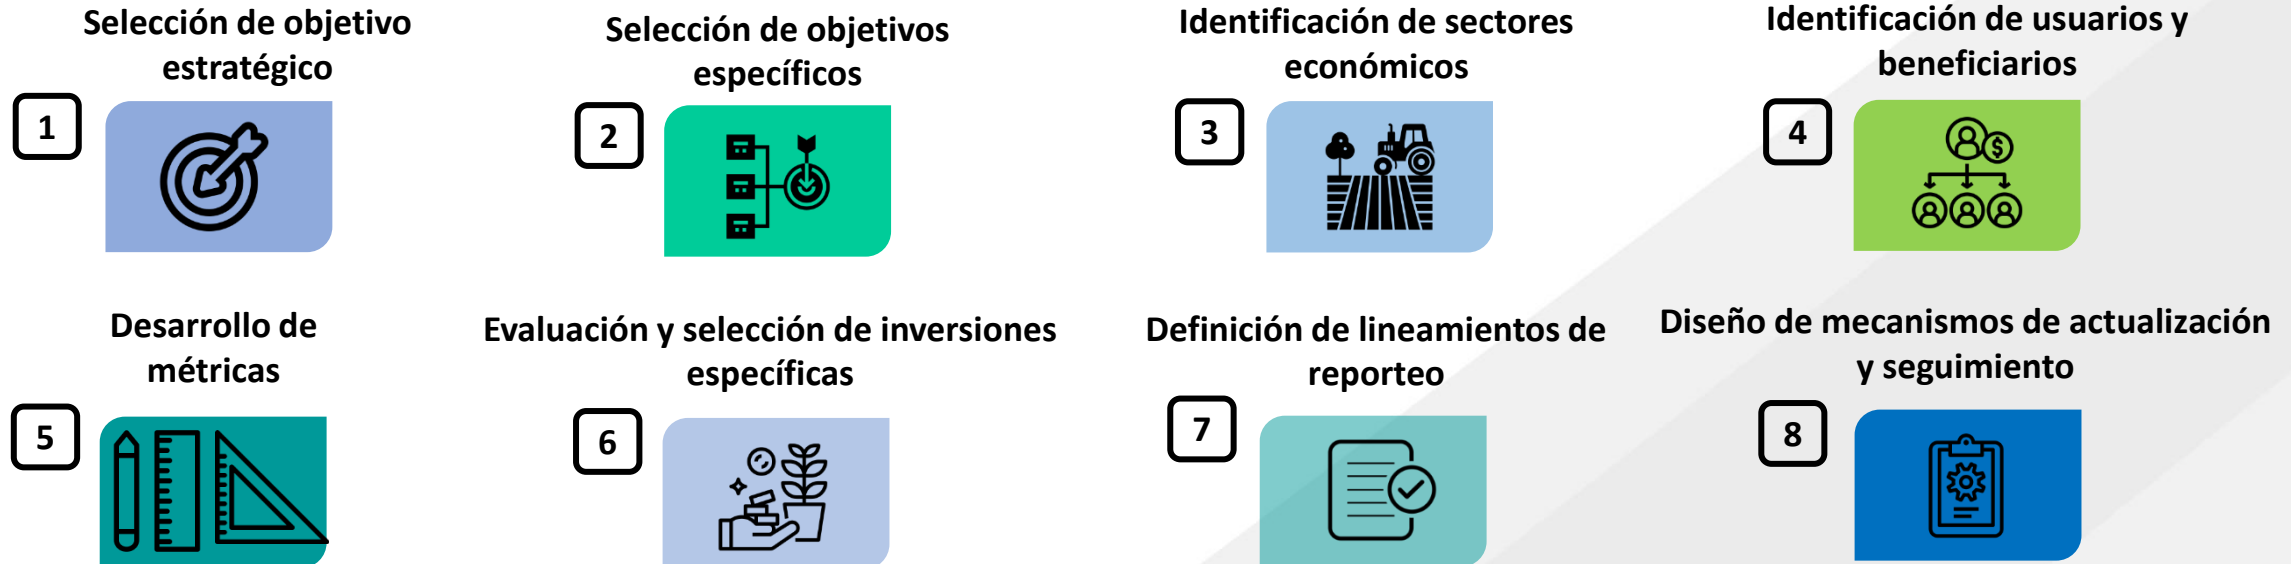 Selección de objetivo
estratégico
1
Selección de objetivos
específicos
2
Identificación de sectores
económicos
3
Identificación de usuarios y
beneficiarios
4
$
Desarrollo de
métricas
5
Evaluación y selección de inversiones
específicas
6
Definición de lineamientos de
reporteo
7
Diseño de mecanismos de actualización
y seguimiento
8